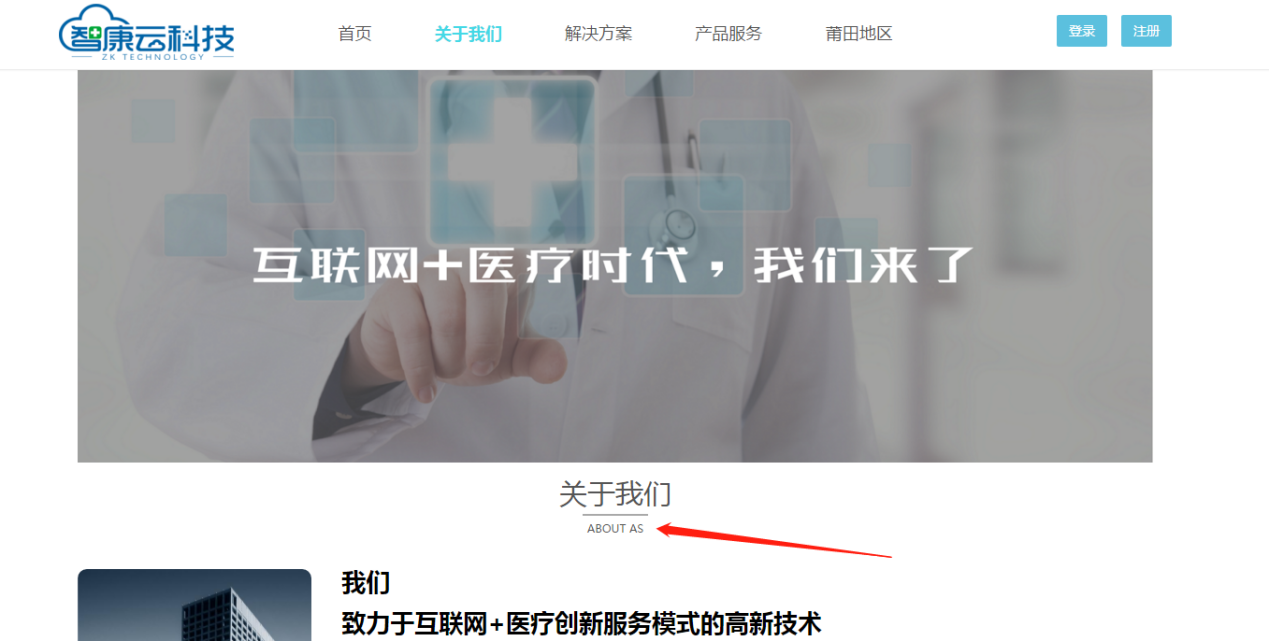 智康云科技
ZK TECHNOLOGY
首页 关于我们 解决方案 产品服务 莆田地区 登录 注册
互联网+医疗时代，我们来了
关于我们
ABOUT AS
我们
致力于互联网+医疗创新服务模式的高新技术